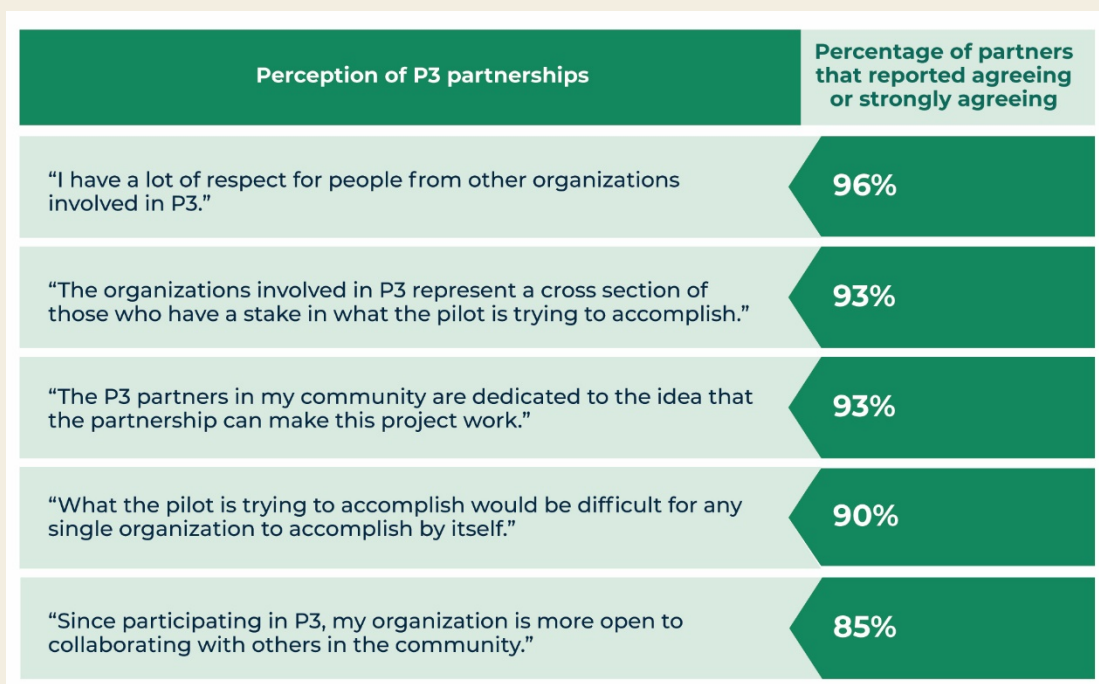 Perception of P3 partnerships
Percentage of partners
that reported agreeing
or strongly agreeing
“I have a lot of respect for people from other organizations
involved in P3.”
96%
“The organizations involved in P3 represent a cross section of
those who have a stake in what the pilot is trying to accomplish.”
93%
“The P3 partners in my community are dedicated to the idea that
the partnership can make this project work.”
93%
“What the pilot is trying to accomplish would be difficult for any
single organization to accomplish by itself.”
90%
“Since participating in P3, my organization is more open to
collaborating with others in the community.”
85%